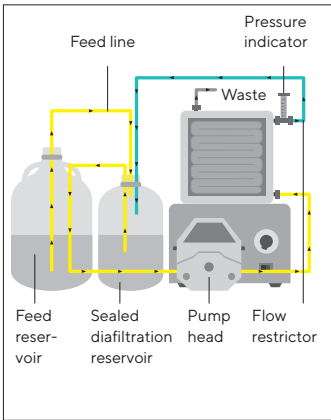 Feed line
Pressure
indicator
Waste
Feed
reser-
voir
Sealed
diafiltration
reservoir
Pump
head
Flow
restrictor